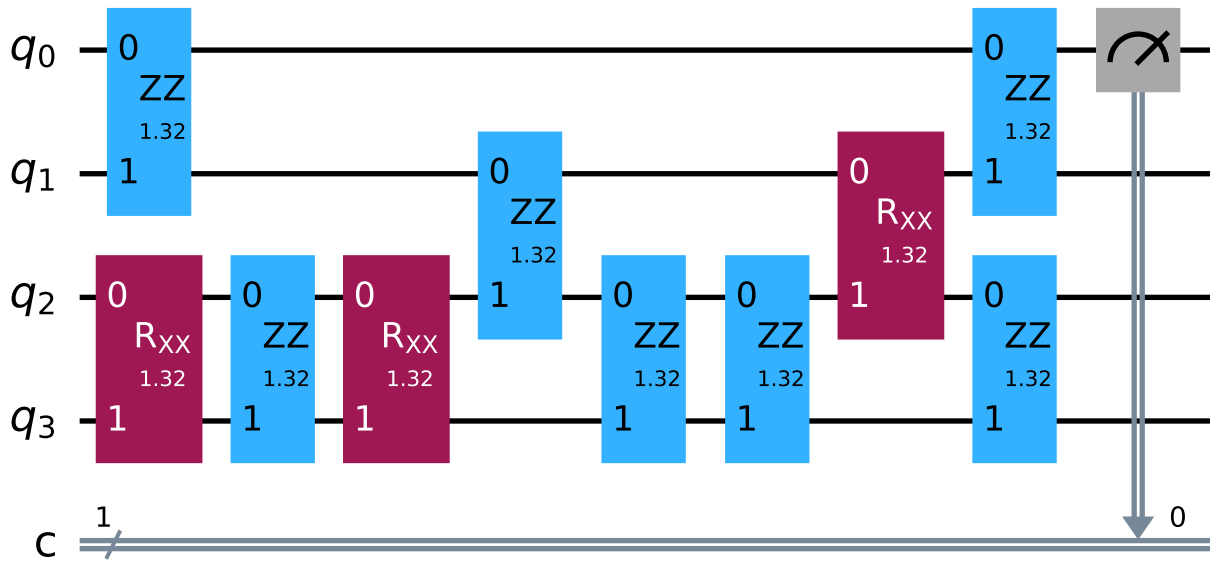 q0 0 ZZ 1.32 1 0 ZZ 1.32 1
q1 0 ZZ 1.32 1 0 RXX 1.32 1
q2 0 RXX 1.32 1 0 ZZ 1.32 1 0 RXX 1.32 1 0 ZZ 1.32 1 0 ZZ 1.32 1 0 ZZ 1.32 1
q3
c 1 0